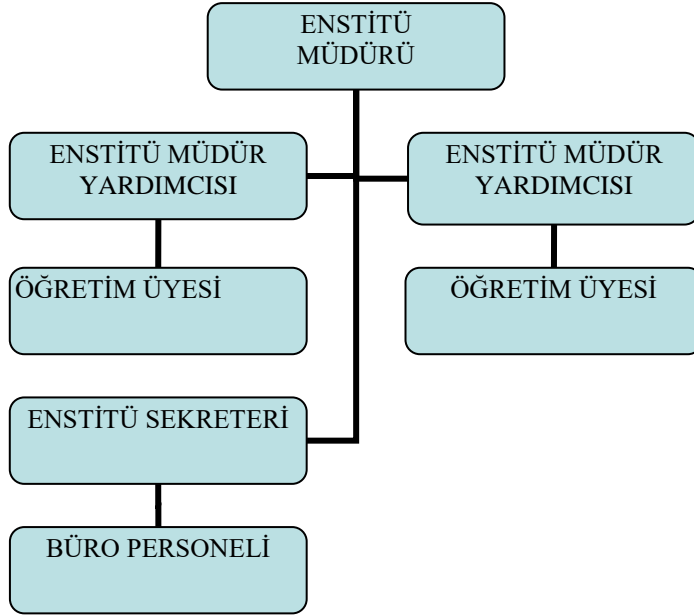 ENSTİTÜ
MÜDÜRÜ
ENSTİTÜ MÜDÜR
YARDIMCISI
ENSTİTÜ MÜDÜR
YARDIMCISI
ÖĞRETİM ÜYESİ
ÖĞRETİM ÜYESİ
ENSTİTÜ SEKRETERİ
BÜRO PERSONELİ